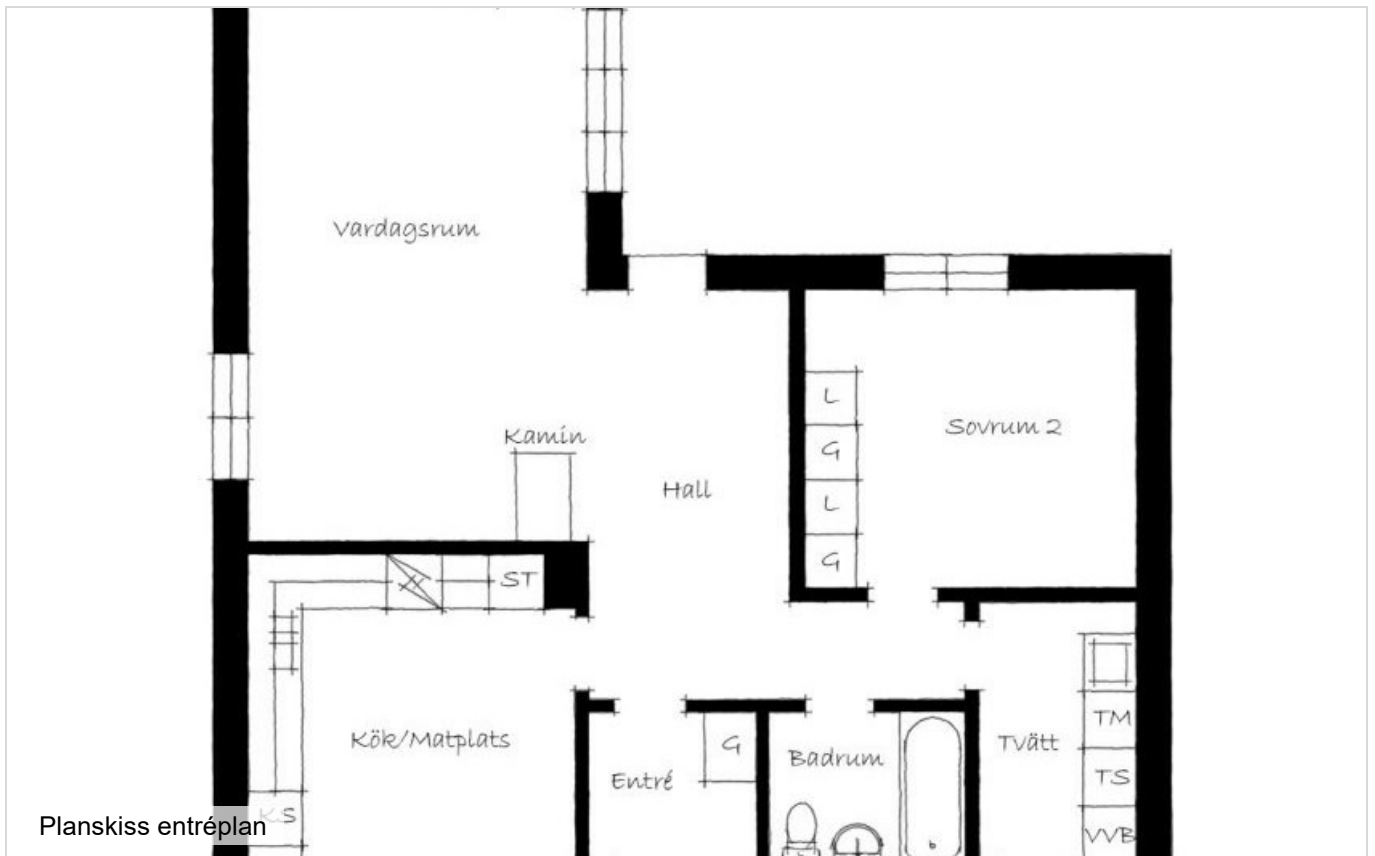 Vardagsrum
Kamin
Sovrum 2
L
G
L
G
Hall
ST
Kök/Matplats
KS
Entré
G
Badrum
Tvätt
TM
TS
VVB
Planskiss entréplan